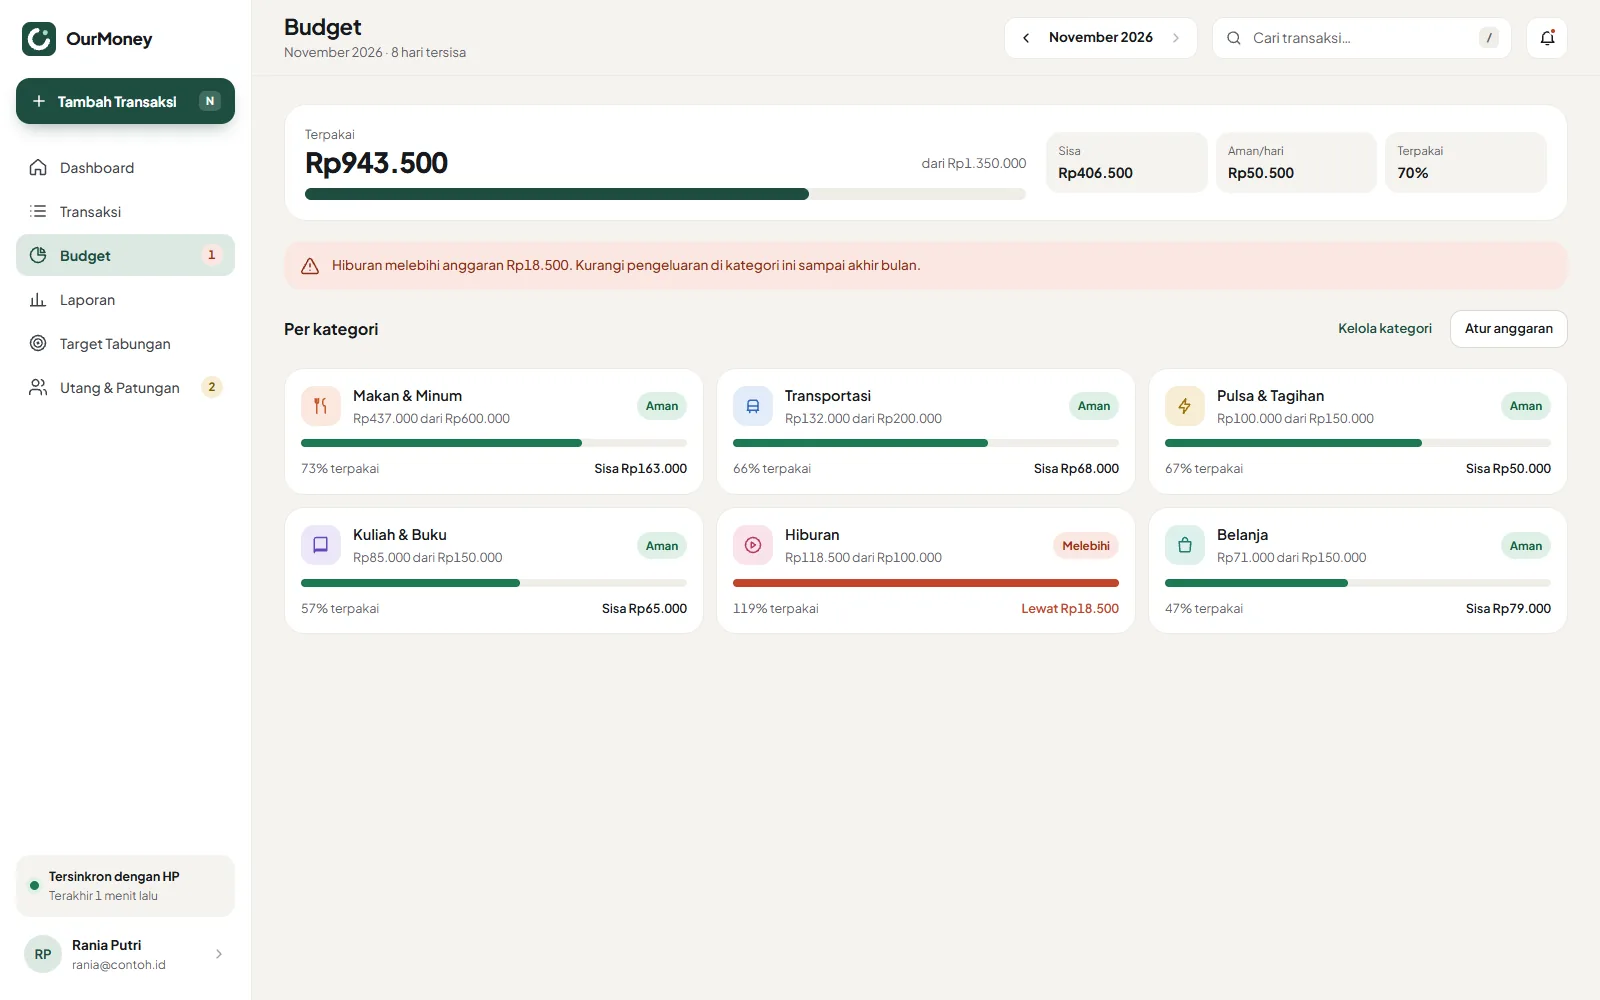 OurMoney
Tambah Transaksi N
Dashboard
Transaksi
Budget 1
Laporan
Target Tabungan
Utang & Patungan 2
Tersinkron dengan HP
Terakhir 1 menit lalu
RP
Rania Putri
rania@contoh.id
Budget
November 2026 · 8 hari tersisa
November 2026
Cari transaksi... /
Terpakai
Rp943.500
dari Rp1.350.000
Sisa
Rp406.500
Aman/hari
Rp50.500
Terpakai
70%
Hiburan melebihi anggaran Rp18.500. Kurangi pengeluaran di kategori ini sampai akhir bulan.
Per kategori
Kelola kategori
Atur anggaran
Makan & Minum
Rp437.000 dari Rp600.000
Aman
73% terpakai
Sisa Rp163.000
Transportasi
Rp132.000 dari Rp200.000
Aman
66% terpakai
Sisa Rp68.000
Pulsa & Tagihan
Rp100.000 dari Rp150.000
Aman
67% terpakai
Sisa Rp50.000
Kuliah & Buku
Rp85.000 dari Rp150.000
Aman
57% terpakai
Sisa Rp65.000
Hiburan
Rp118.500 dari Rp100.000
Melebihi
119% terpakai
Lewat Rp18.500
Belanja
Rp71.000 dari Rp150.000
Aman
47% terpakai
Sisa Rp79.000